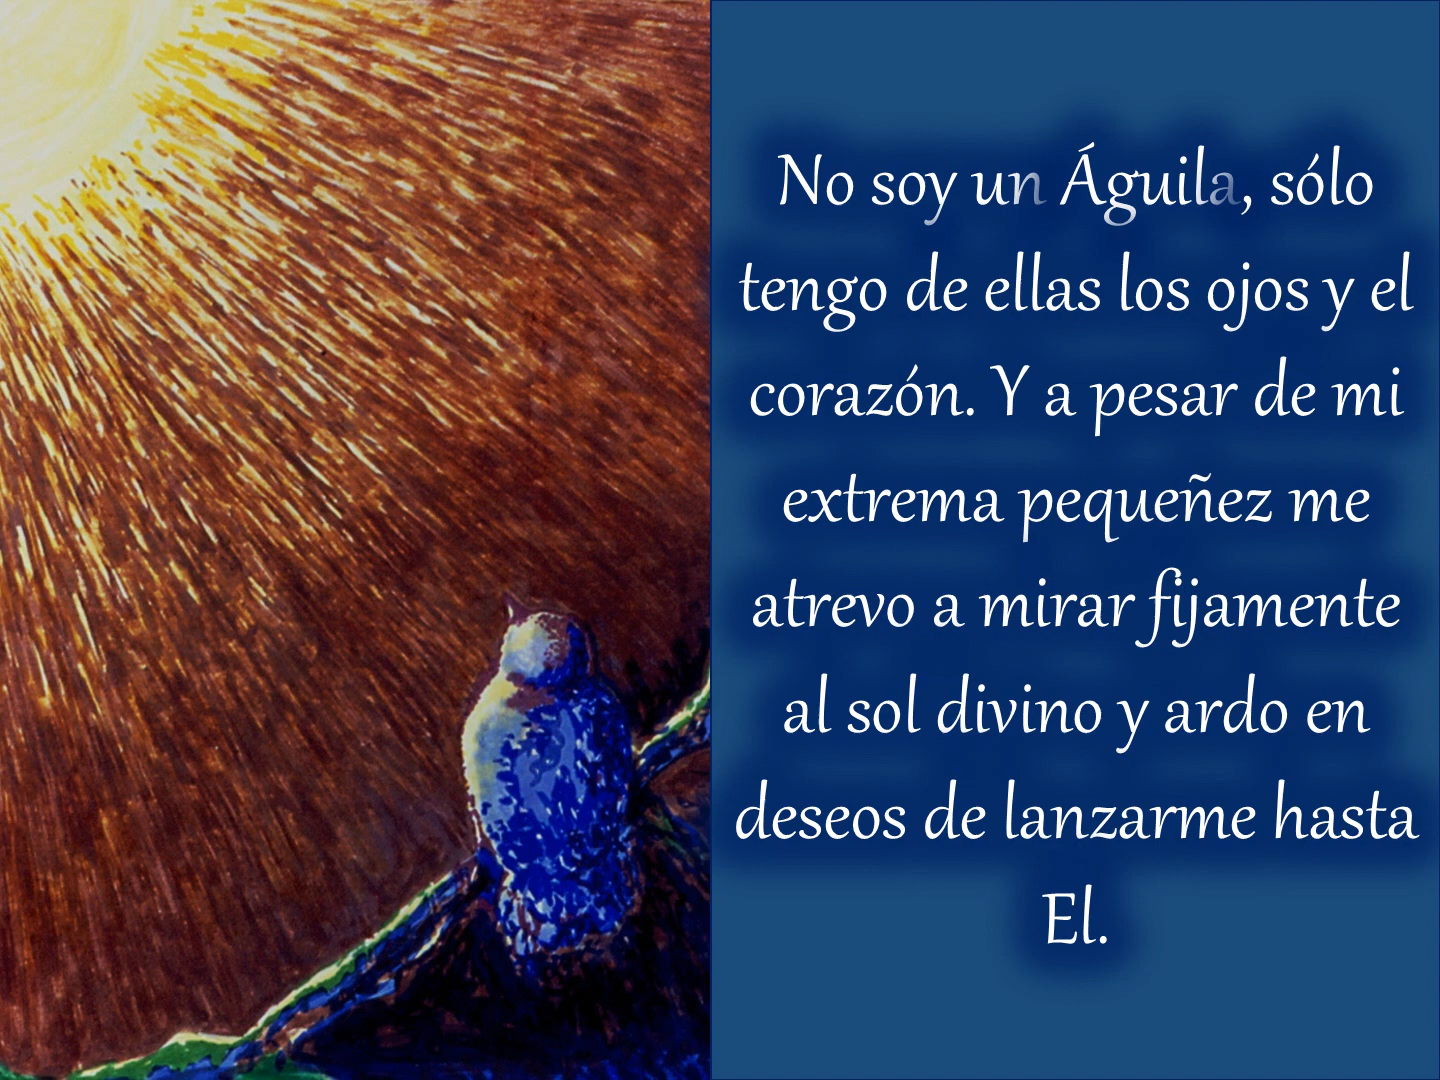 No soy un Águila, sólo
tengo de ellas los ojos y el
corazón. Y a pesar de mi
extrema pequeñez me
atrevo a mirar fijamente
al sol divino y ardo en
deseos de lanzarme hasta
El.